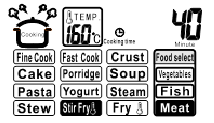 Cooking
TEMP
160°C
Cooking time
40
Minute
Fine Cook
Fast Cook
Crust
Food select
Cake
Porridge
Soup
Vegetables
Pasta
Yogurt
Steam
Fish
Stew
Stir Fry
Fry
Meat